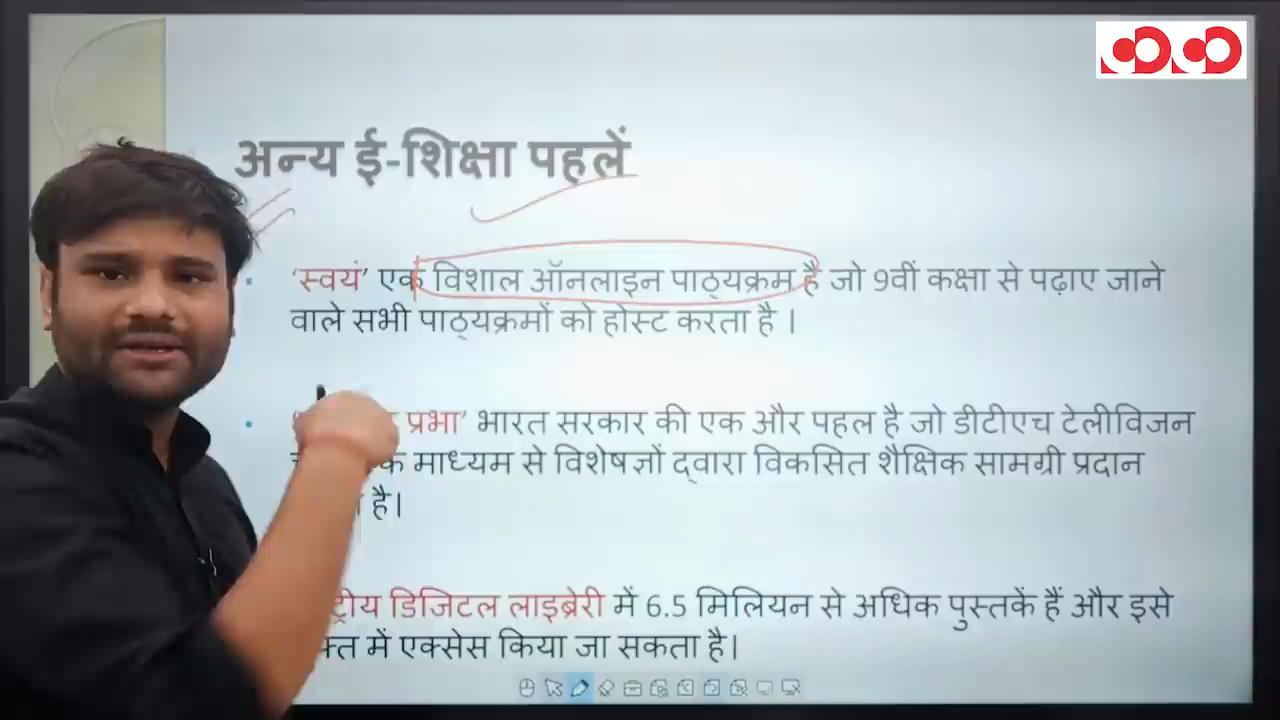 अन्य ई-शिक्षा पहलें
'स्वयं' एक विशाल ऑनलाइन पाठ्यक्रम है जो 9वीं कक्षा से पढ़ाए जाने
वाले सभी पाठ्यक्रमों को होस्ट करता है ।
प्रभा' भारत सरकार की एक और पहल है जो डीटीएच टेलीविजन
माध्यम से विशेषज्ञों द्वारा विकसित शैक्षिक सामग्री प्रदान
है।
डिजिटल लाइब्रेरी में 6.5 मिलियन से अधिक पुस्तकें हैं और इसे
में एक्सेस किया जा सकता है।